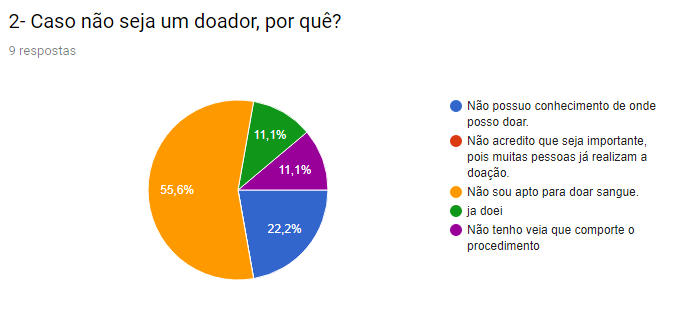 2- Caso não seja um doador, por quê?
9 respostas
11,1%
11,1%
55,6%
22,2%
Não possuo conhecimento de onde
posso doar.
Não acredito que seja importante,
pois muitas pessoas já realizam a
doação.
Não sou apto para doar sangue.
ja doei
Não tenho veia que comporte o
procedimento